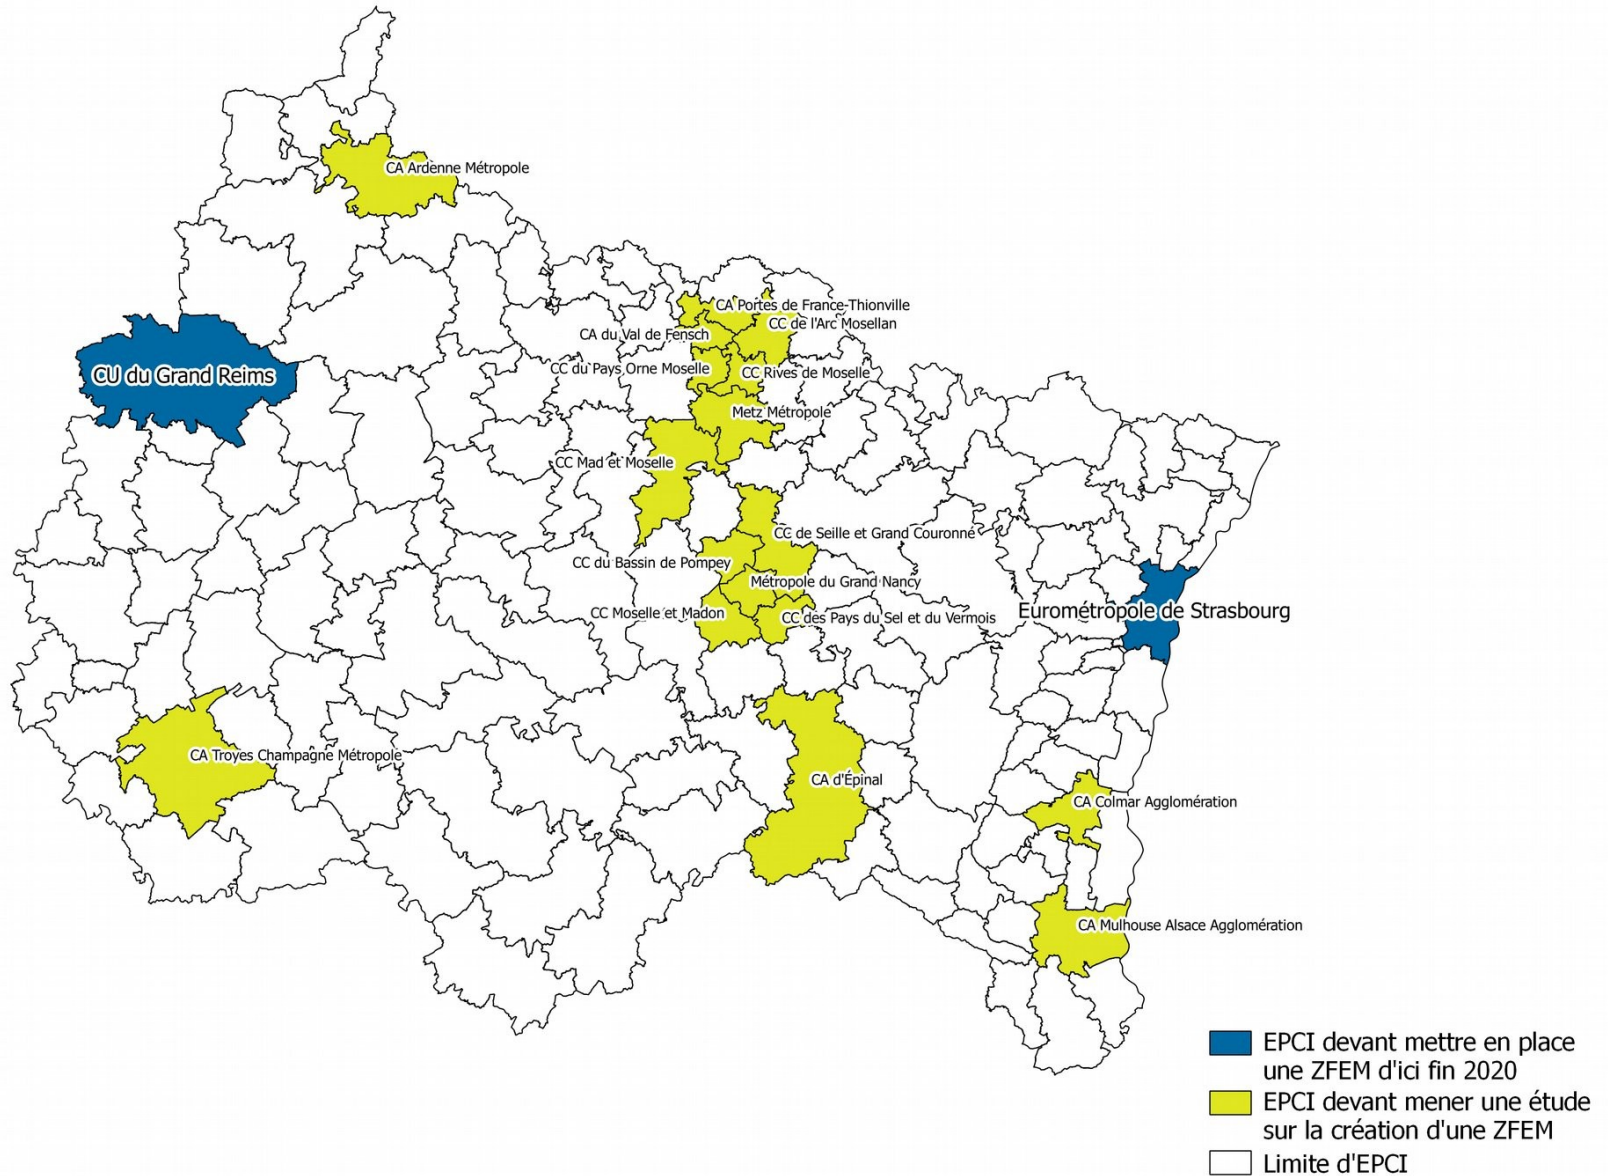 CA Ardenne Métropole
CA Portes de France-Thionville
CC de l'Arc Mosellan
CA du Val de Fensch
CC du Pays Orne Moselle
CC Rives de Moselle
CU du Grand Reims
Metz Métropole
CC Mad et Moselle
CC de Seille et Grand Couronné
CC du Bassin de Pompey
Métropole du Grand Nancy
CC Moselle et Madon
CC des Pays du Sel et du Vermois
Eurométropole de Strasbourg
CA Troyes Champagne Métropole
CA d'Épinal
CA Colmar Agglomération
CA Mulhouse Alsace Agglomération
EPCI devant mettre en place
une ZFEM d'ici fin 2020
EPCI devant mener une étude
sur la création d'une ZFEM
Limite d'EPCI